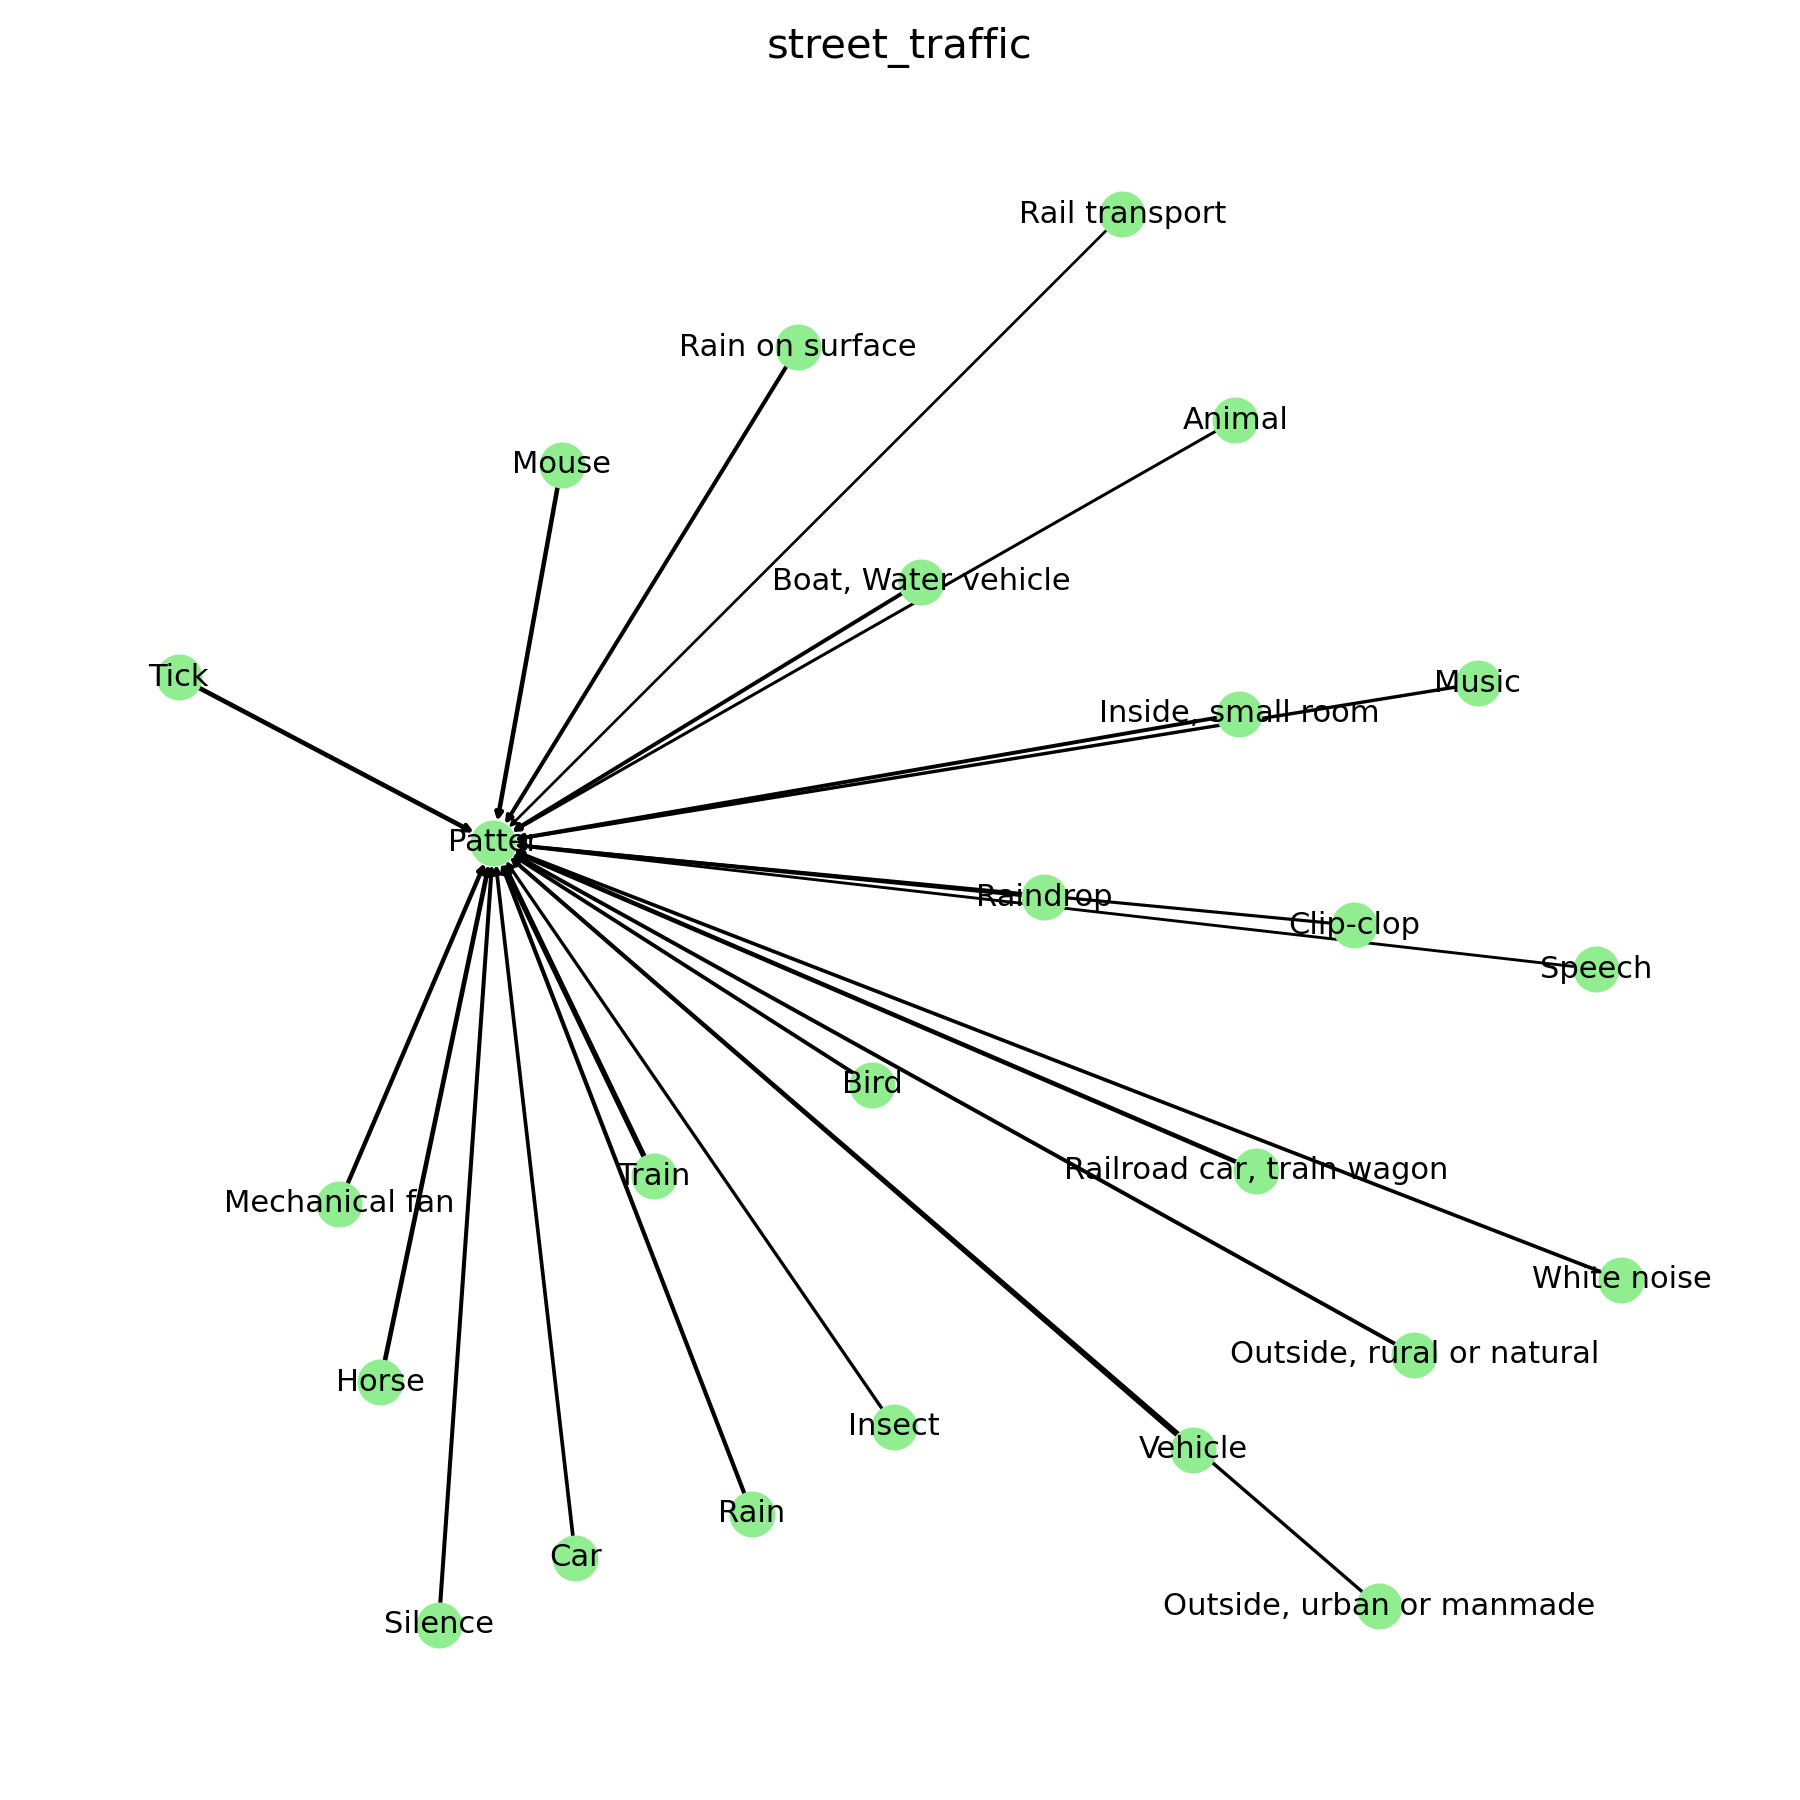 street_traffic
Rail transport
Rain on surface
Animal
Mouse
Boat, Water vehicle
Tick
Music
Inside, small room
Patter
Raindrop
Clip-clop
Speech
Bird
Railroad car, train wagon
Train
Mechanical fan
White noise
Outside, rural or natural
Horse
Insect
Vehicle
Rain
Car
Outside, urban or manmade
Silence